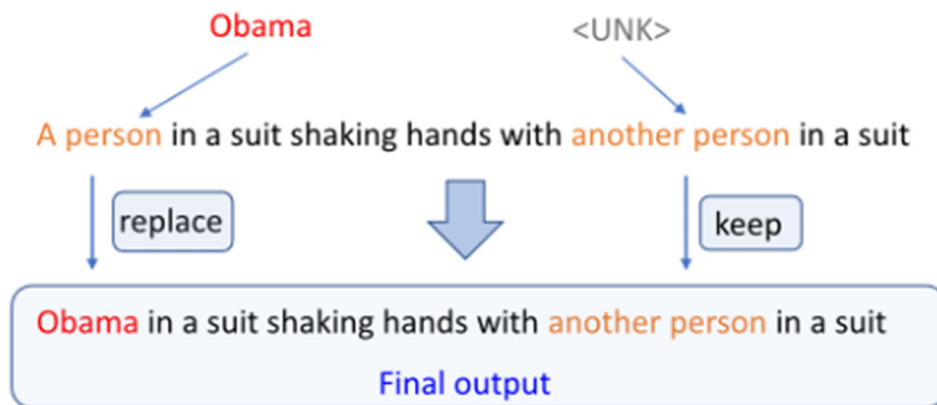 Obama <UNK>
A person in a suit shaking hands with another person in a suit
replace keep
Obama in a suit shaking hands with another person in a suit
Final output